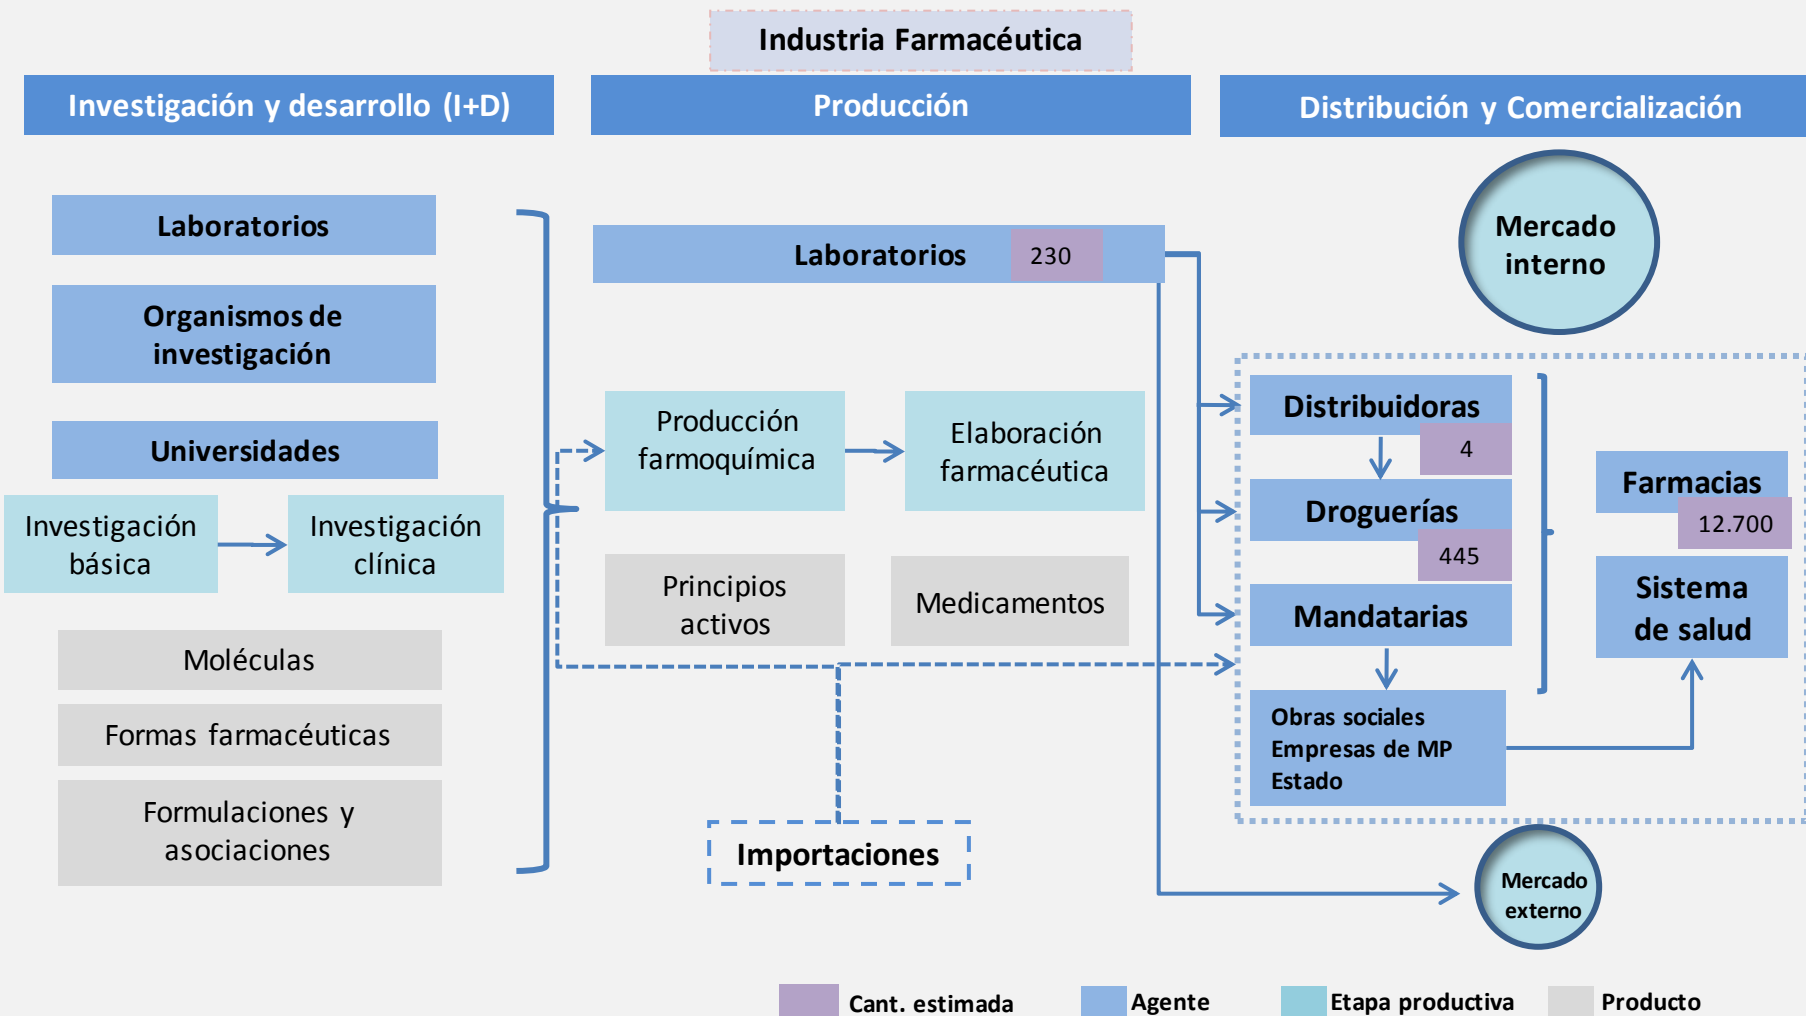 Industria Farmacéutica
Investigación y desarrollo (I+D)
Producción
Distribución y Comercialización
Laboratorios
Organismos de
investigación
Universidades
Investigación
básica
Investigación
clínica
Moléculas
Formas farmacéuticas
Formulaciones y
asociaciones
Laboratorios
230
Producción
farmoquímica
Elaboración
farmacéutica
Principios
activos
Medicamentos
Importaciones
Mercado
interno
Distribuidoras
4
Droguerías
445
Mandatarias
Obras sociales
Empresas de MP
Estado
Farmacias
12.700
Sistema
de salud
Mercado
externo
Cant. estimada
Agente
Etapa productiva
Producto